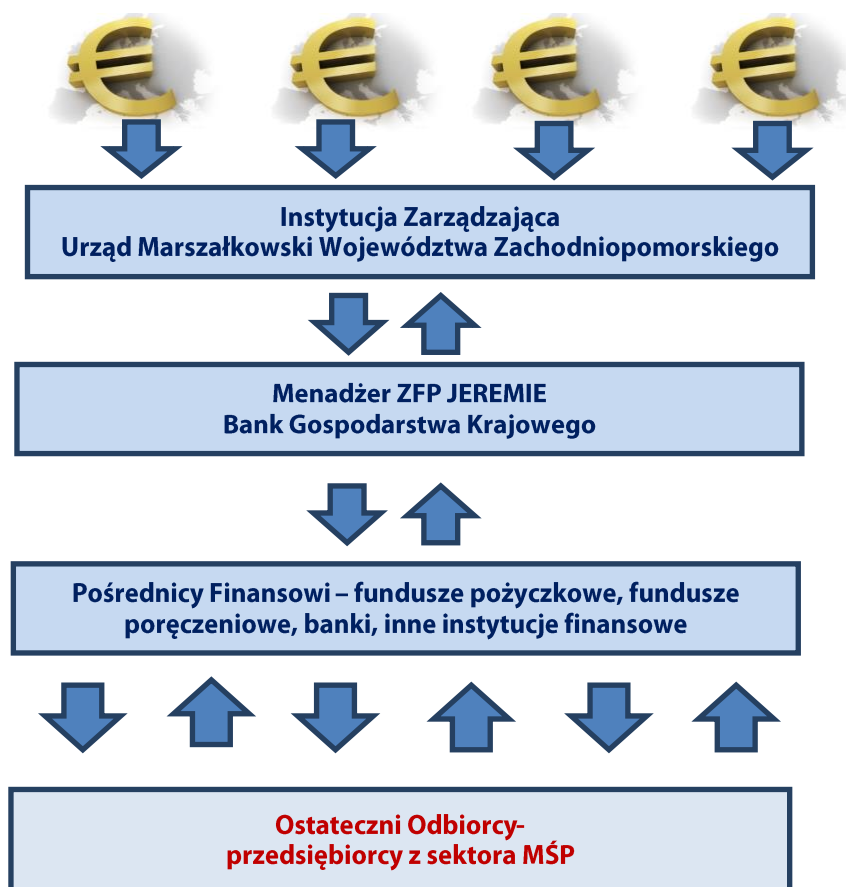 Instytucja Zarządzająca
Urząd Marszałkowski Województwa Zachodniopomorskiego
Menadżer ZFP JEREMIE
Bank Gospodarstwa Krajowego
Pośrednicy Finansowi – fundusze pożyczkowe, fundusze
poręczeniowe, banki, inne instytucje finansowe
Ostateczni Odbiorcy-
przedsiębiorcy z sektora MŚP